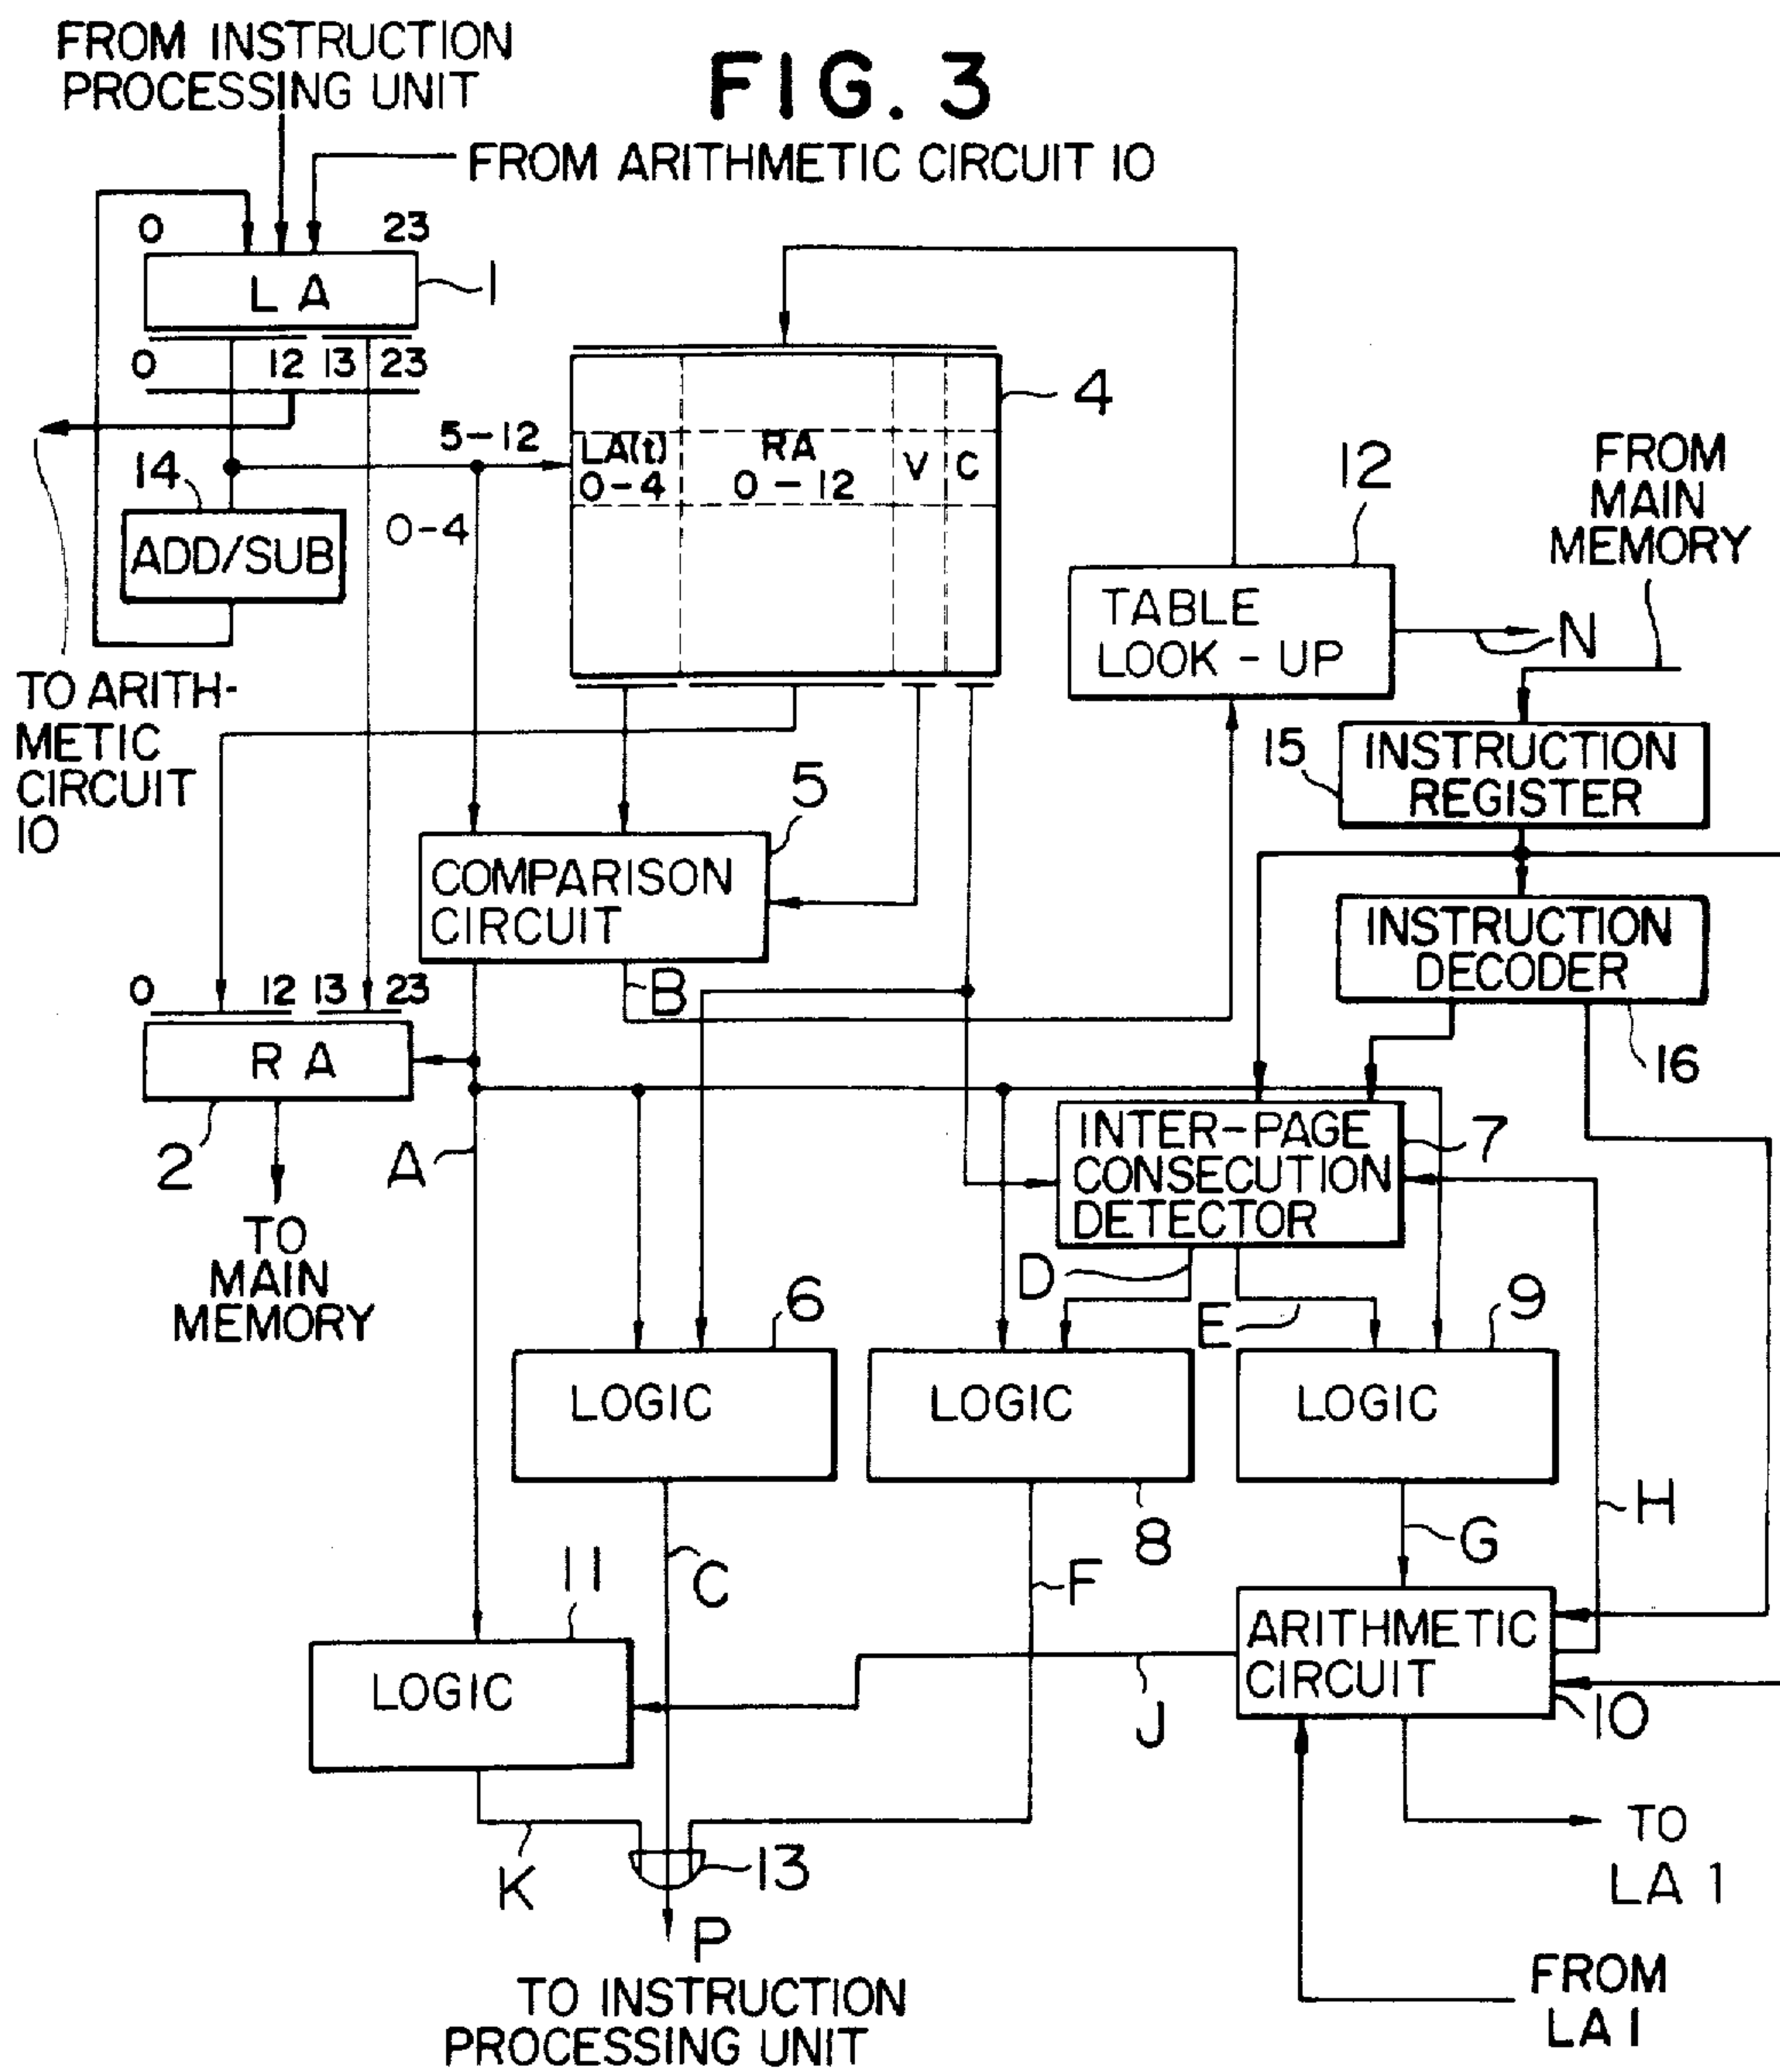 FROM INSTRUCTION
PROCESSING UNIT
FIG. 3
FROM ARITHMETIC CIRCUIT 10
0
23
LA
1
0
12
13
23
5-12
LA(t)
0-4
RA
0-12
V
C
4
14
ADD/SUB
0-4
12
TABLE
LOOK-UP
N
FROM
MAIN
MEMORY
TO ARITH-
METIC
CIRCUIT
10
15
INSTRUCTION
REGISTER
5
COMPARISON
CIRCUIT
INSTRUCTION
DECODER
16
B
0
12
13
23
RA
2
TO
MAIN
MEMORY
A
INTER-PAGE
CONSECUTION
DETECTOR
7
D
E
6
LOGIC
LOGIC
8
9
LOGIC
H
G
C
F
11
LOGIC
ARITHMETIC
CIRCUIT
10
J
K
13
P
TO INSTRUCTION
PROCESSING UNIT
TO
LA 1
FROM
LA 1